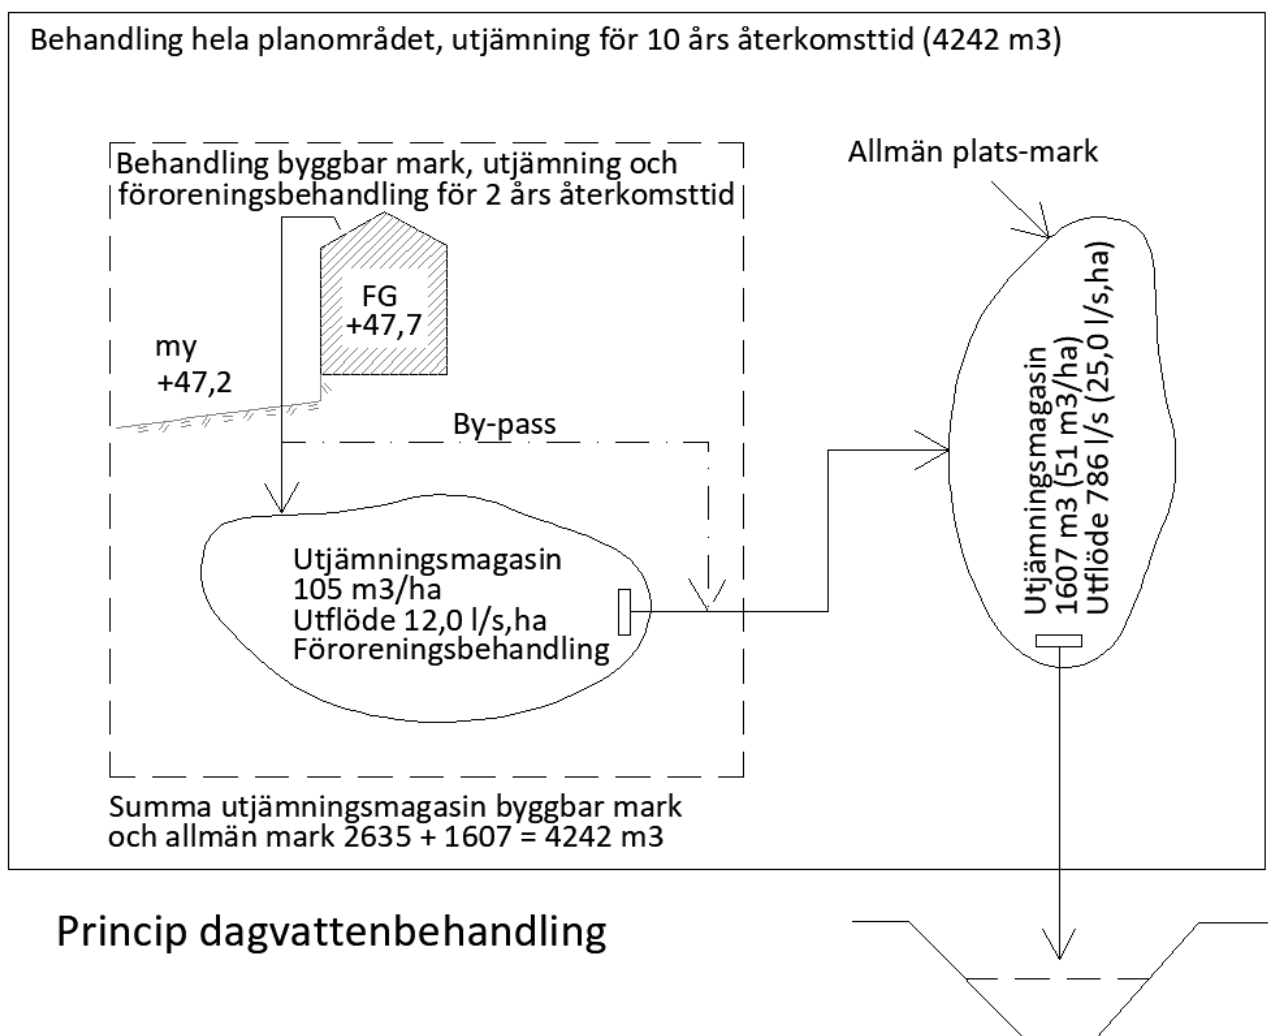 Behandling hela planområdet, utjämning för 10 års återkomsttid (4242 m3)
Behandling byggbar mark, utjämning och
föroreningsbehandling för 2 års återkomsttid
Allmän plats-mark
FG
+47,7
my
+47,2
By-pass
Utjämningsmagasin
105 m3/ha
Utflöde 12,0 l/s,ha
Föroreningsbehandling
Utjämningsmagasin
1607 m3 (51 m3/ha)
Utflöde 786 l/s (25,0 l/s,ha)
Summa utjämningsmagasin byggbar mark
och allmän mark 2635 + 1607 = 4242 m3
Princip dagvattenbehandling